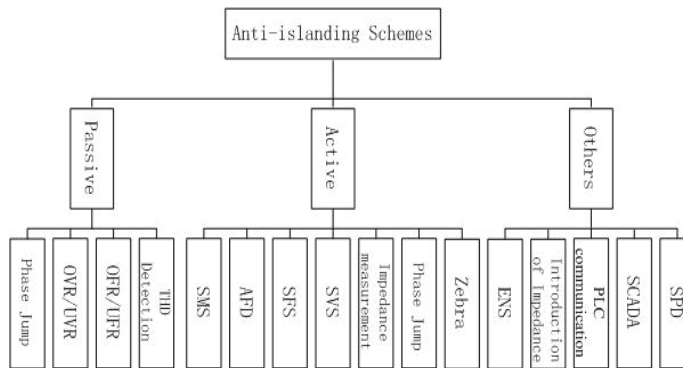 Anti-islanding Schemes
Passive
Active
Others
Phase Jump
OVR/UVR
OFR/UFR
THD
Detection
SMS
AFD
SFS
SVS
Impedance
measurement
Phase Jump
Zebra
ENS
Introduction
of Impedance
PLC
communication
SCADA
SPD